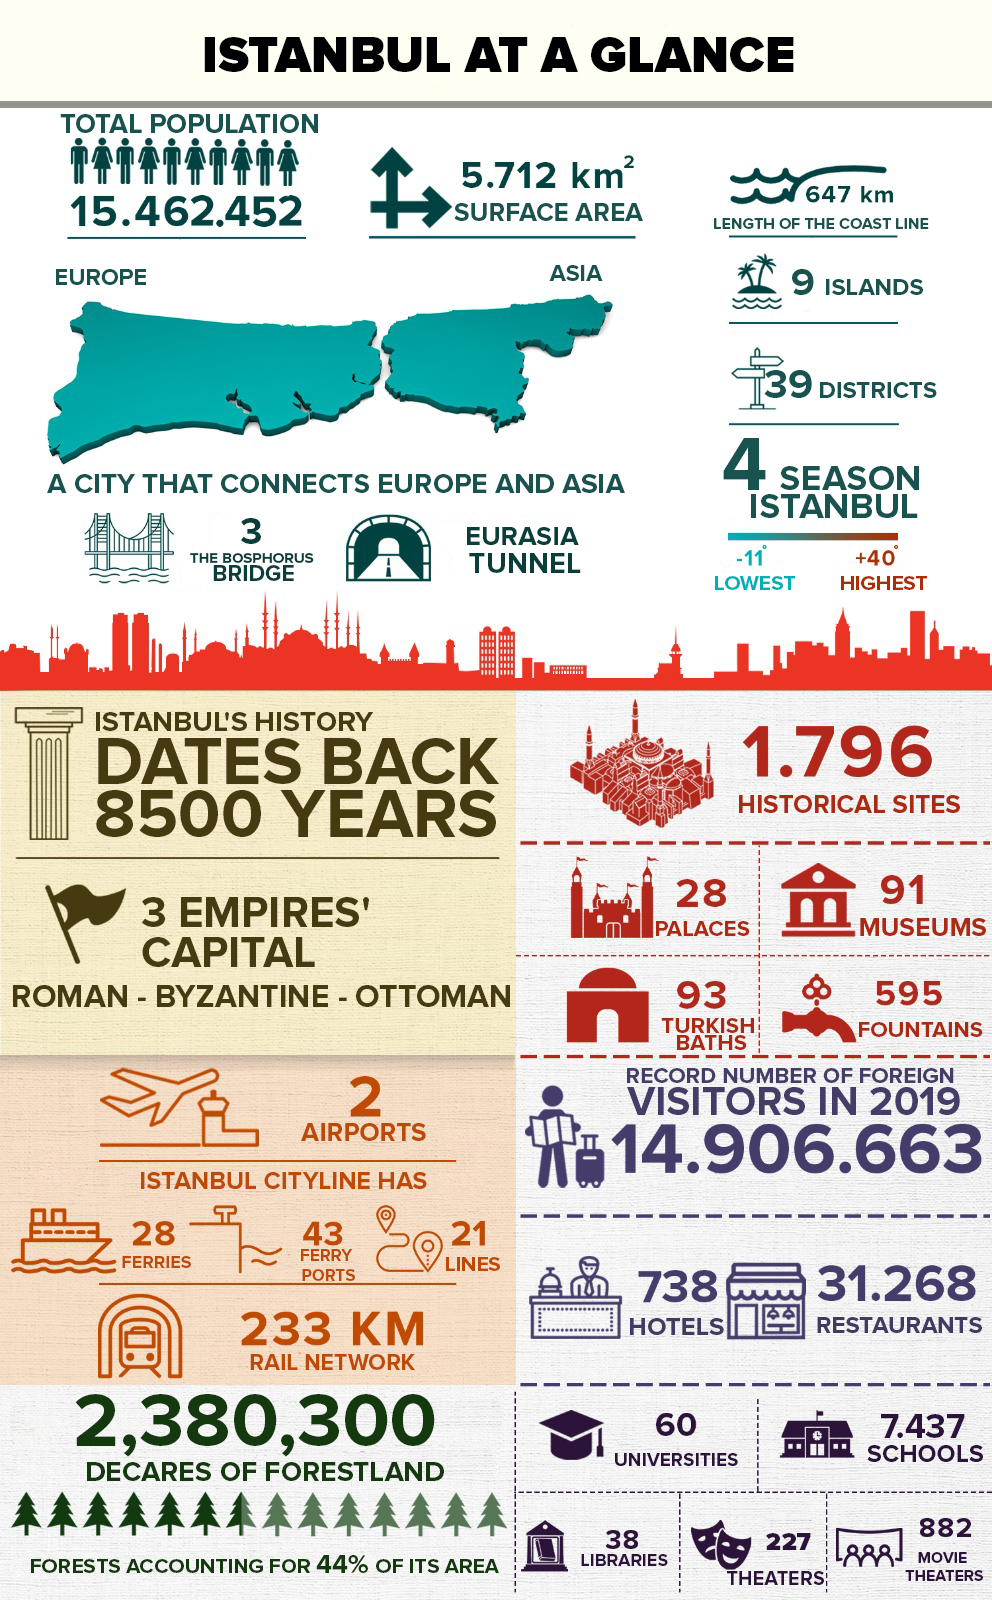 ISTANBUL AT A GLANCE
TOTAL POPULATION
15.462.452
5.712 km²
SURFACE AREA
647 km
LENGTH OF THE COAST LINE
EUROPE
ASIA
9 ISLANDS
39 DISTRICTS
4 SEASON
ISTANBUL
-11°
LOWEST
+40°
HIGHEST
A CITY THAT CONNECTS EUROPE AND ASIA
3
THE BOSPHORUS
BRIDGE
EURASIA
TUNNEL
ISTANBUL'S HISTORY
DATES BACK
8500 YEARS
3 EMPIRES'
CAPITAL
ROMAN - BYZANTINE - OTTOMAN
1.796
HISTORICAL SITES
28
PALACES
91
MUSEUMS
93
TURKISH
BATHS
595
FOUNTAINS
2
AIRPORTS
ISTANBUL CITYLINE HAS
28
FERRIES
43
FERRY
PORTS
21
LINES
233 KM
RAIL NETWORK
RECORD NUMBER OF FOREIGN
VISITORS IN 2019
14.906.663
738
HOTELS
31.268
RESTAURANTS
2,380,300
DECARES OF FORESTLAND
FORESTS ACCOUNTING FOR 44% OF ITS AREA
60
UNIVERSITIES
7.437
SCHOOLS
38
LIBRARIES
227
THEATERS
882
MOVIE
THEATERS